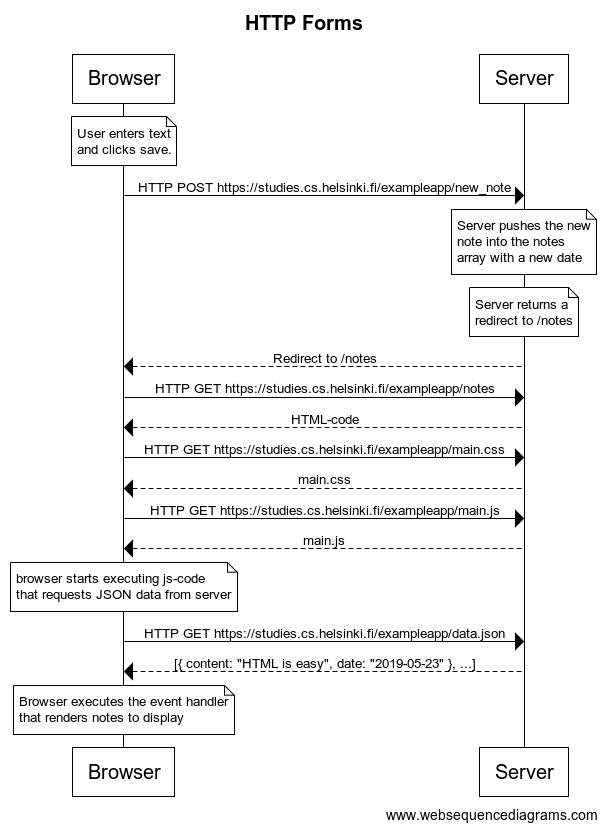 HTTP Forms
Browser
Server
User enters text
and clicks save.
HTTP POST https://studies.cs.helsinki.fi/exampleapp/new_note
Server pushes the new
note into the notes
array with a new date
Server returns a
redirect to /notes
Redirect to /notes
HTTP GET https://studies.cs.helsinki.fi/exampleapp/notes
HTML-code
HTTP GET https://studies.cs.helsinki.fi/exampleapp/main.css
main.css
HTTP GET https://studies.cs.helsinki.fi/exampleapp/main.js
main.js
browser starts executing js-code
that requests JSON data from server
HTTP GET https://studies.cs.helsinki.fi/exampleapp/data.json
[{ content: "HTML is easy", date: "2019-05-23" }, ...]
Browser executes the event handler
that renders notes to display
Browser
Server
www.websequencediagrams.com